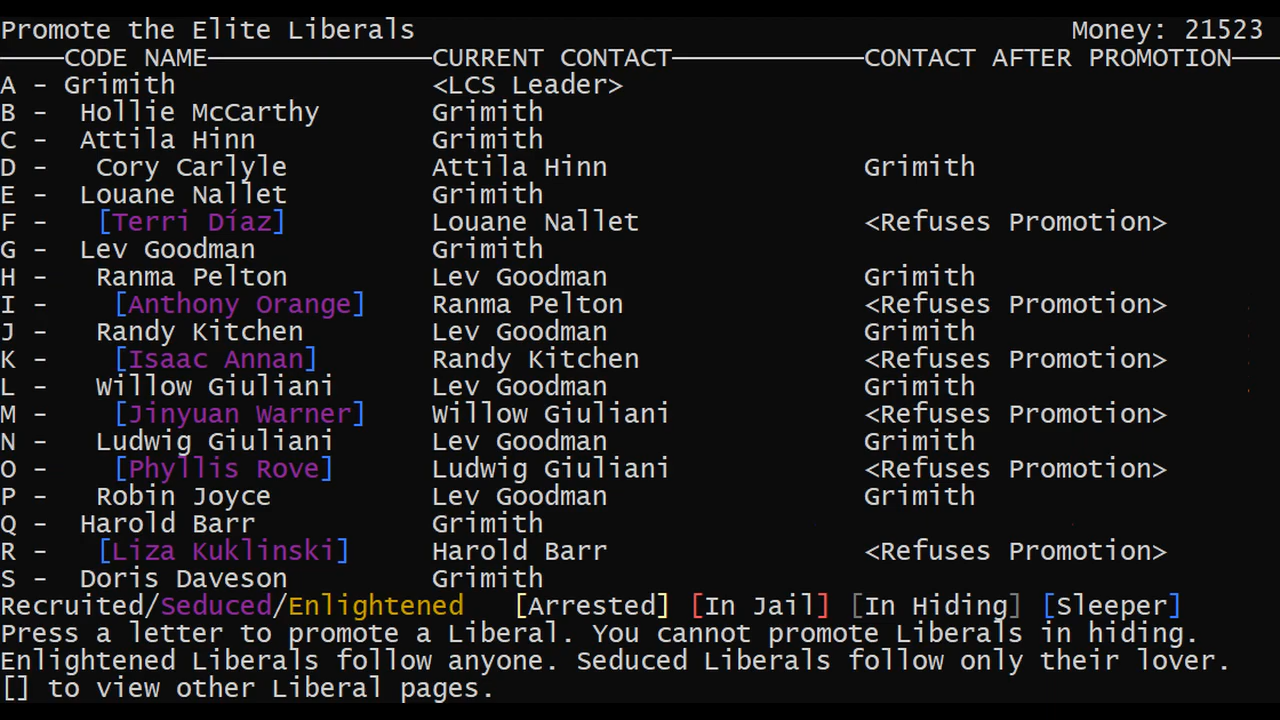 Promote the Elite Liberals Money: 21523
CODE NAME CURRENT CONTACT CONTACT AFTER PROMOTION
A - Grimith <LCS Leader>
B - Hollie McCarthy Grimith
C - Attila Hinn Grimith
D - Cory Carlyle Attila Hinn Grimith
E - Louane Nallet Grimith
F - [Terri Díaz] Louane Nallet <Refuses Promotion>
G - Lev Goodman Grimith
H - Ranma Pelton Lev Goodman Grimith
I - [Anthony Orange] Ranma Pelton <Refuses Promotion>
J - Randy Kitchen Lev Goodman Grimith
K - [Isaac Annan] Randy Kitchen <Refuses Promotion>
L - Willow Giuliani Lev Goodman Grimith
M - [Jinyuan Warner] Willow Giuliani <Refuses Promotion>
N - Ludwig Giuliani Lev Goodman Grimith
O - [Phyllis Rove] Ludwig Giuliani <Refuses Promotion>
P - Robin Joyce Lev Goodman Grimith
Q - Harold Barr Grimith
R - [Liza Kuklinski] Harold Barr <Refuses Promotion>
S - Doris Daveson Grimith
Recruited/Seduced/Enlightened [Arrested] [In Jail] [In Hiding] [Sleeper]
Press a letter to promote a Liberal. You cannot promote Liberals in hiding.
Enlightened Liberals follow anyone. Seduced Liberals follow only their lover.
[] to view other Liberal pages.